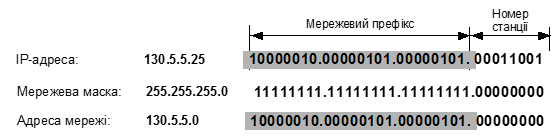 Мережевий префікс
Номер станції
IP-адреса: 130.5.5.25 10000010.00000101.00000101.00011001
Мережева маска: 255.255.255.0 11111111.11111111.11111111.00000000
Адреса мережі: 130.5.5.0 10000010.00000101.00000101.00000000